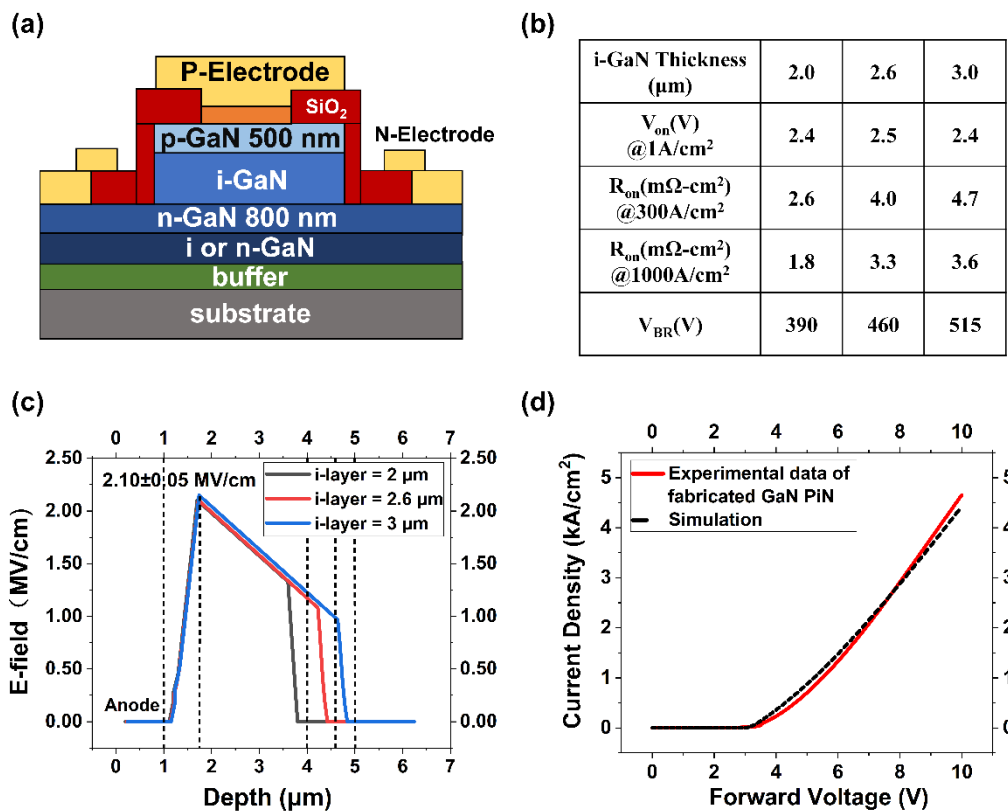 (a)
P-Electrode
SiO₂
N-Electrode
p-GaN 500 nm
i-GaN
n-GaN 800 nm
i or n-GaN
buffer
substrate
(b)
i-GaN Thickness (μm) 2.0 2.6 3.0
Vₒₙ(V) @1A/cm² 2.4 2.5 2.4
Rₒₙ(mΩ-cm²) @300A/cm² 2.6 4.0 4.7
Rₒₙ(mΩ-cm²) @1000A/cm² 1.8 3.3 3.6
V_BR(V) 390 460 515
(c)
0 1 2 3 4 5 6 7
2.50 2.50
2.10±0.05 MV/cm
i-layer = 2 μm
i-layer = 2.6 μm
i-layer = 3 μm
2.00 2.00
1.50 1.50
1.00 1.00
0.50 0.50
Anode
0.00 0.00
E-field（MV/cm)
0 1 2 3 4 5 6 7
Depth (μm)
(d)
0 2 4 6 8 10
Experimental data of
fabricated GaN PiN
Simulation
5 5
4 4
3 3
2 2
1 1
0 0
Current Density (kA/cm²)
0 2 4 6 8 10
Forward Voltage (V)